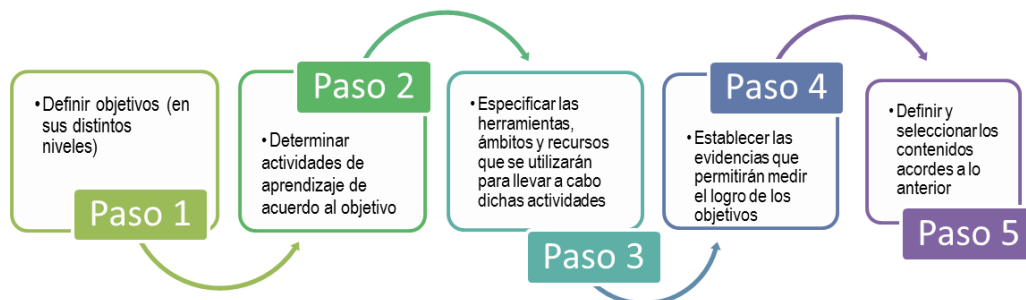 •Definir objetivos (en
sus distintos
niveles)
Paso 1
Paso 2
•Determinar
actividades de
aprendizaje de
acuerdo al objetivo
•Especificar las
herramientas,
ámbitos y recursos
que se utilizarán
para llevar a cabo
dichas actividades
Paso 3
Paso 4
•Establecer las
evidencias que
permitirán medir
el logro de los
objetivos
•Definir y
seleccionar los
contenidos
acordes a lo
anterior
Paso 5